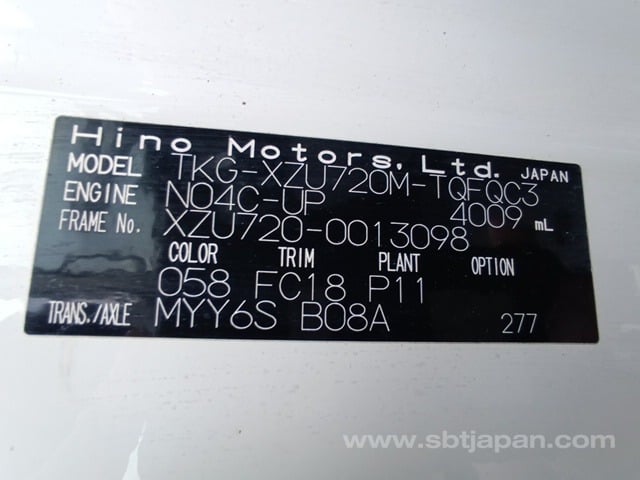 Hino Motors, Ltd. JAPAN
MODEL TKG-XZU720M-TQFQC3
ENGINE N04C-UP 4009 mL
FRAME No. XZU720-0013098
COLOR TRIM PLANT OPTION
058 FC18 P11
TRANS./AXLE MYY6S B08A 277
www.sbtjapan.com